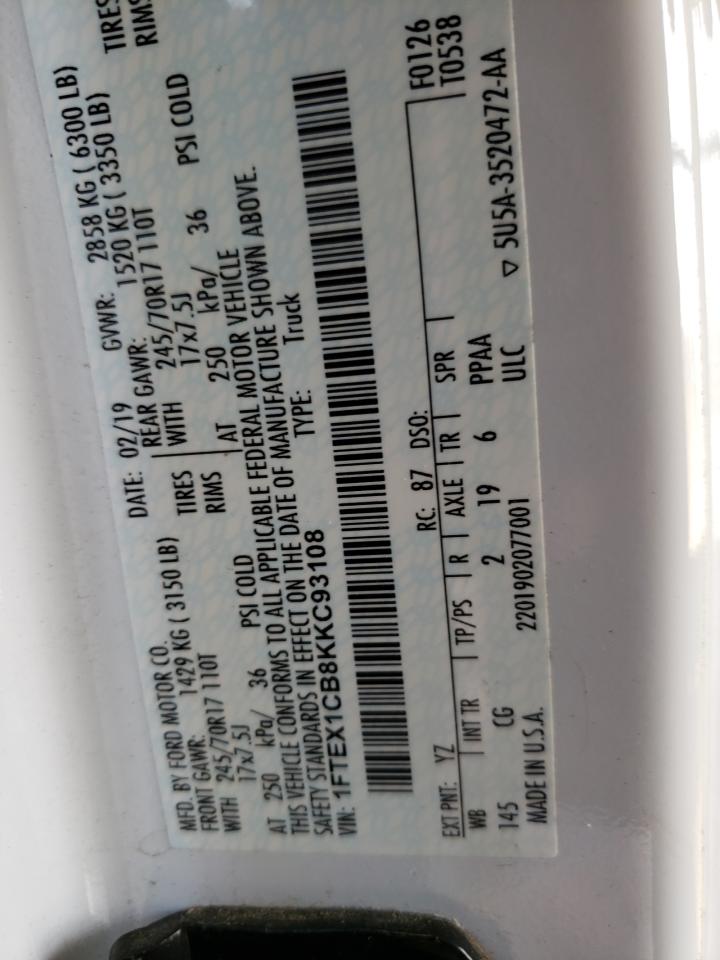 MFD. BY FORD MOTOR CO. DATE: 02/19 GVWR: 2858 KG ( 6300 LB)
FRONT GAWR: 1429 KG ( 3150 LB) REAR GAWR: 1520 KG ( 3350 LB)
WITH 245/70R17 110T TIRES WITH 245/70R17 110T TIRES
17x7.5J RIMS 17x7.5J RIMS
AT 250 kPa/ 36 PSI COLD AT 250 kPa/ 36 PSI COLD
THIS VEHICLE CONFORMS TO ALL APPLICABLE FEDERAL MOTOR VEHICLE
SAFETY STANDARDS IN EFFECT ON THE DATE OF MANUFACTURE SHOWN ABOVE.
VIN: 1FTEX1CB8KKC93108 TYPE: Truck
F0126
T0538
EXT PNT: YZ RC: 87 DSO:
WB INT TR TP/PS R AXLE TR SPR
145 CG 2 19 6 PPAA
2201902077001 ULC
MADE IN U.S.A. ▽ 5U5A-3520472-AA